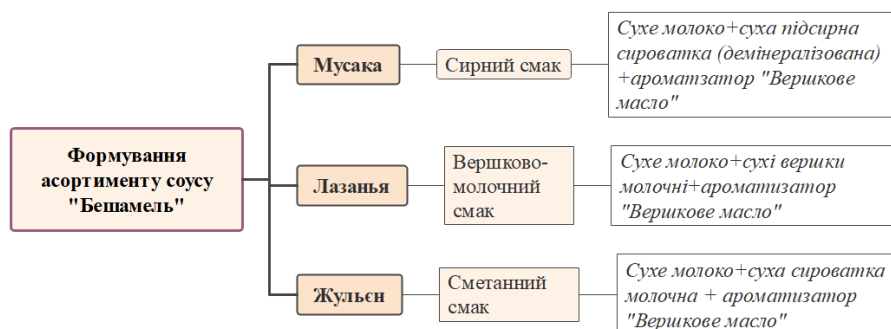 Формування
асортименту соусу
"Бешамель"
Мусака
Сирний смак
Сухе молоко+суха підсирна
сироватка (демінералізована)
+ароматзатор "Вершкове
масло"
Лазанья
Вершково-
молочний
смак
Сухе молоко+сухі вершки
молочні+ароматизатор
"Вершкове масло"
Жульєн
Сметанний
смак
Сухе молоко+суха сироватка
молочна + ароматизатор
"Вершкове масло"